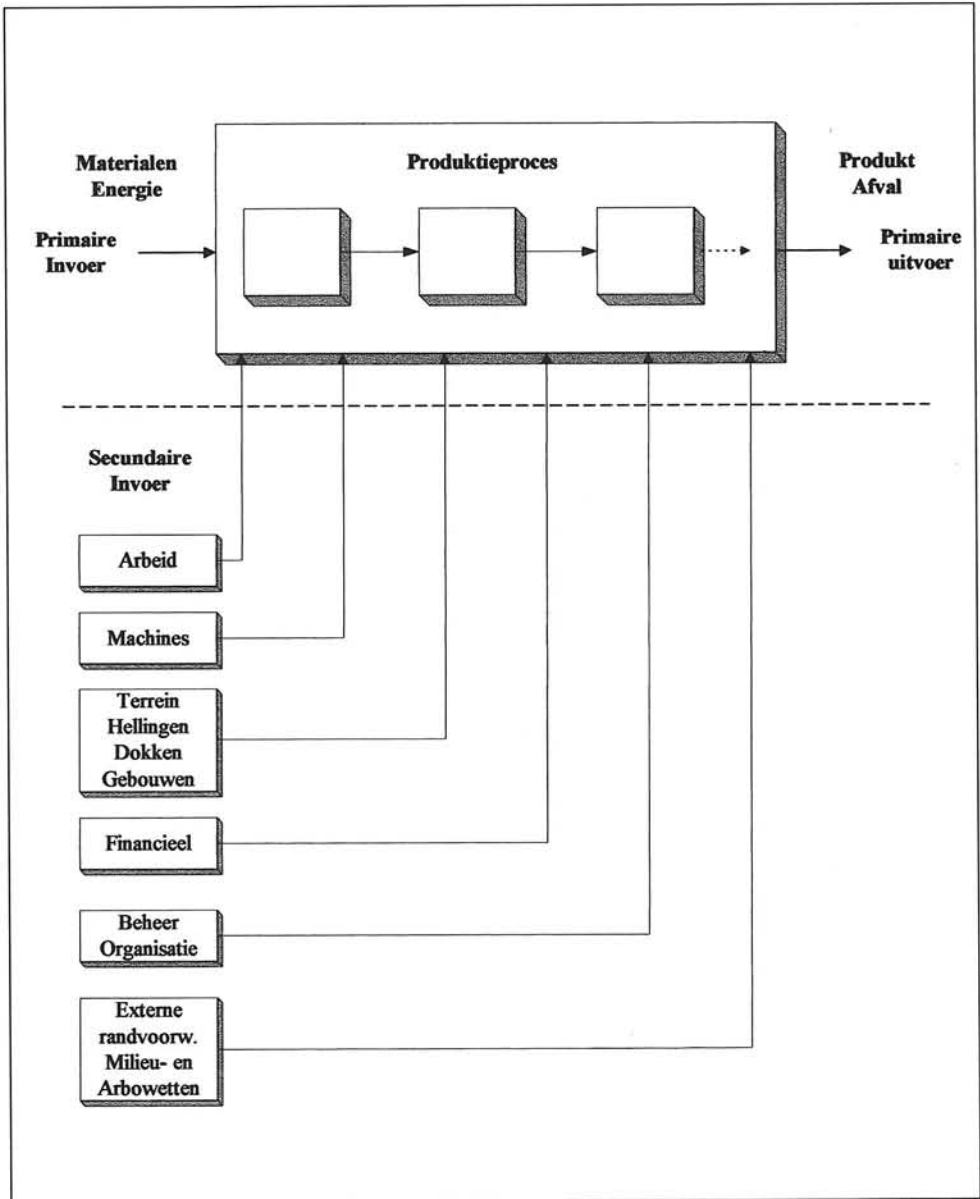 Materialen
Energie
Primaire
Invoer
Produktieproces
Produkt
Afval
Primaire
uitvoer
Secundaire
Invoer
Arbeid
Machines
Terrein
Hellingen
Dokken
Gebouwen
Financieel
Beheer
Organisatie
Externe
randvoorw.
Milieu- en
Arbowetten